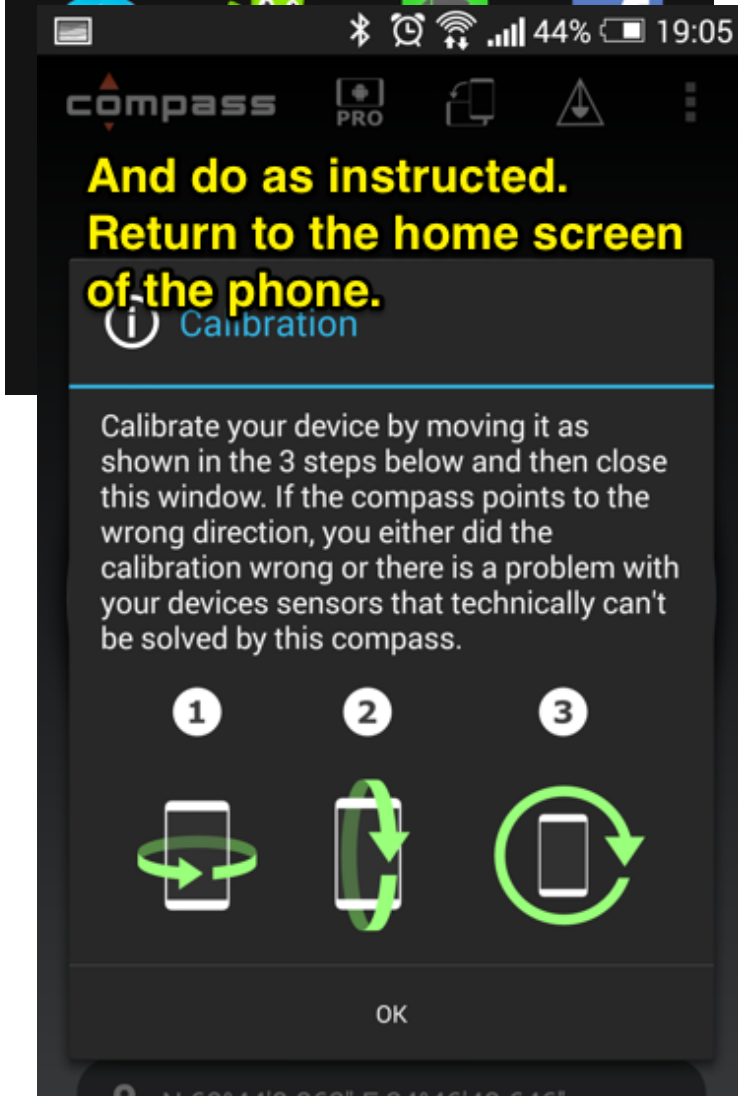 44% 19:05
compass PRO
And do as instructed.
Return to the home screen
of the phone.
Calibration
Calibrate your device by moving it as
shown in the 3 steps below and then close
this window. If the compass points to the
wrong direction, you either did the
calibration wrong or there is a problem with
your devices sensors that technically can't
be solved by this compass.
1 2 3
OK